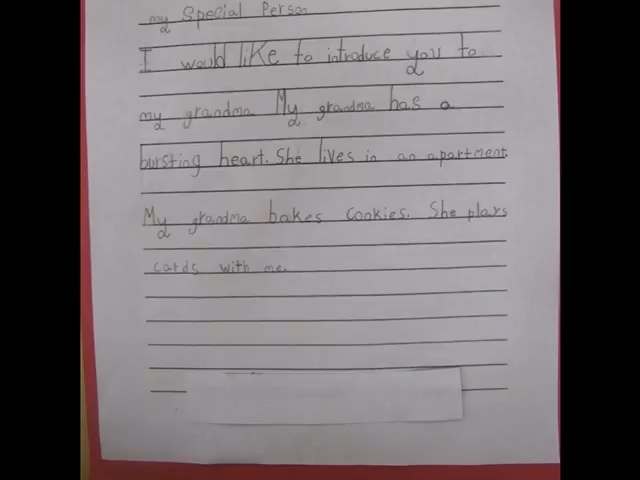 my Special Person
I would like to introduce you to
my grandma My grandma has a
bursting heart. She lives in an apartment.
My grandma bakes cookies. She plays
cards with me.